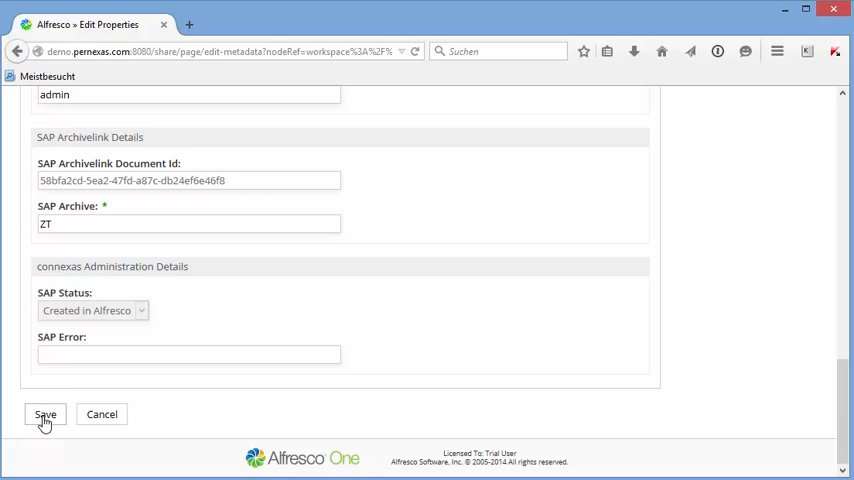 Alfresco » Edit Properties
demo.pernexas.com:8080/share/page/edit-metadata?nodeRef=workspace%3A%2F%
Suchen
Meistbesucht
admin
SAP Archivelink Details
SAP Archivelink Document Id:
58bfa2cd-5ea2-47fd-a87c-db24ef6e46f8
SAP Archive: *
ZT
connexas Administration Details
SAP Status:
Created in Alfresco
SAP Error:
Save
Cancel
Alfresco One
Licensed To: Trial User
Alfresco Software, Inc. © 2005-2014 All rights reserved.